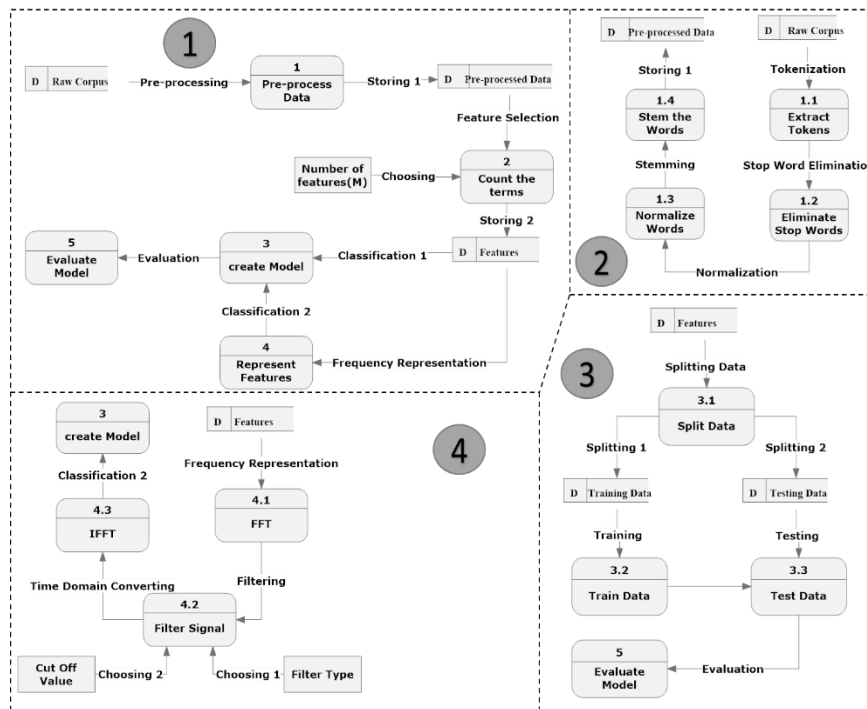 1
D Raw Corpus
Pre-processing
1
Pre-process
Data
Storing 1
D Pre-processed Data
Feature Selection
Number of
features(M)
Choosing
2
Count the
terms
Storing 2
D Features
Classification 1
3
create Model
Evaluation
5
Evaluate
Model
Classification 2
4
Represent
Features
Frequency Representation
2
D Pre-processed Data
D Raw Corpus
Storing 1
Tokenization
1.4
Stem the
Words
1.1
Extract
Tokens
Stemming
Stop Word Elimination
1.3
Normalize
Words
1.2
Eliminate
Stop Words
Normalization
3
D Features
Splitting Data
3.1
Split Data
Splitting 1
Splitting 2
D Training Data
D Testing Data
Training
Testing
3.2
Train Data
3.3
Test Data
5
Evaluate
Model
Evaluation
4
3
create Model
D Features
Classification 2
Frequency Representation
4.3
IFFT
4.1
FFT
Time Domain Converting
Filtering
4.2
Filter Signal
Cut Off
Value
Choosing 2
Choosing 1
Filter Type